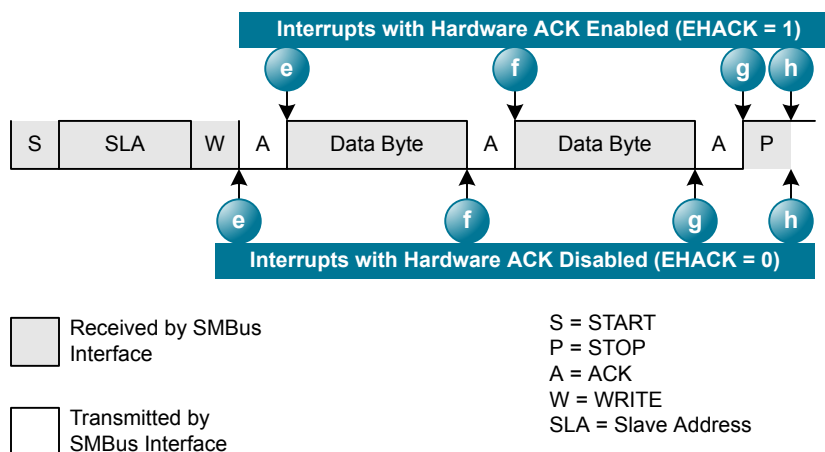 Interrupts with Hardware ACK Enabled (EHACK = 1)
e f g h
S SLA W A Data Byte A Data Byte A P
e f g h
Interrupts with Hardware ACK Disabled (EHACK = 0)
Received by SMBus
Interface
Transmitted by
SMBus Interface
S = START
P = STOP
A = ACK
W = WRITE
SLA = Slave Address